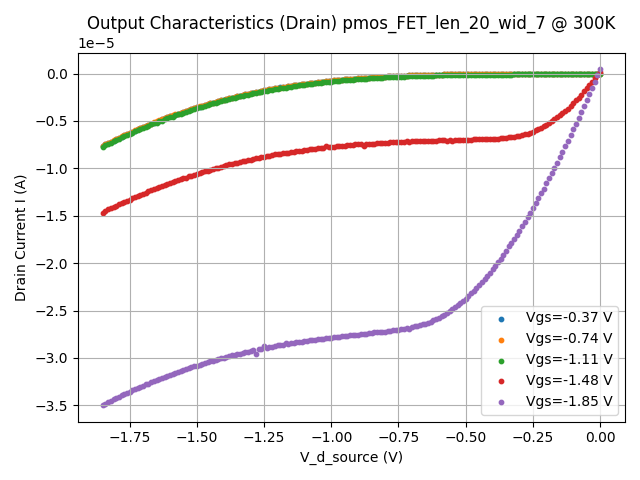 Output Characteristics (Drain) pmos_FET_len_20_wid_7 @ 300K
1e−5
0.0
−0.5
−1.0
−1.5
−2.0
−2.5
−3.0
−3.5
Drain Current I (A)
Vgs=-0.37 V
Vgs=-0.74 V
Vgs=-1.11 V
Vgs=-1.48 V
Vgs=-1.85 V
−1.75 −1.50 −1.25 −1.00 −0.75 −0.50 −0.25 0.00
V_d_source (V)